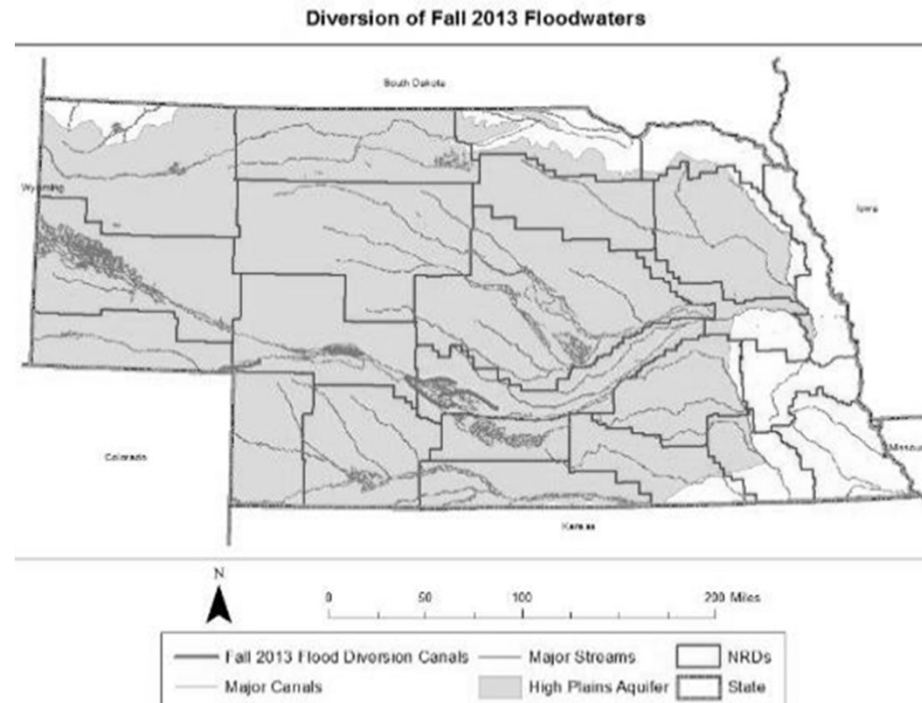 Diversion of Fall 2013 Floodwaters
South Dakota
Wyoming
Iowa
Colorado
Missouri
Kansas
N
0 50 100 200 Miles
Fall 2013 Flood Diversion Canals
Major Streams
NRDs
Major Canals
High Plains Aquifer
State